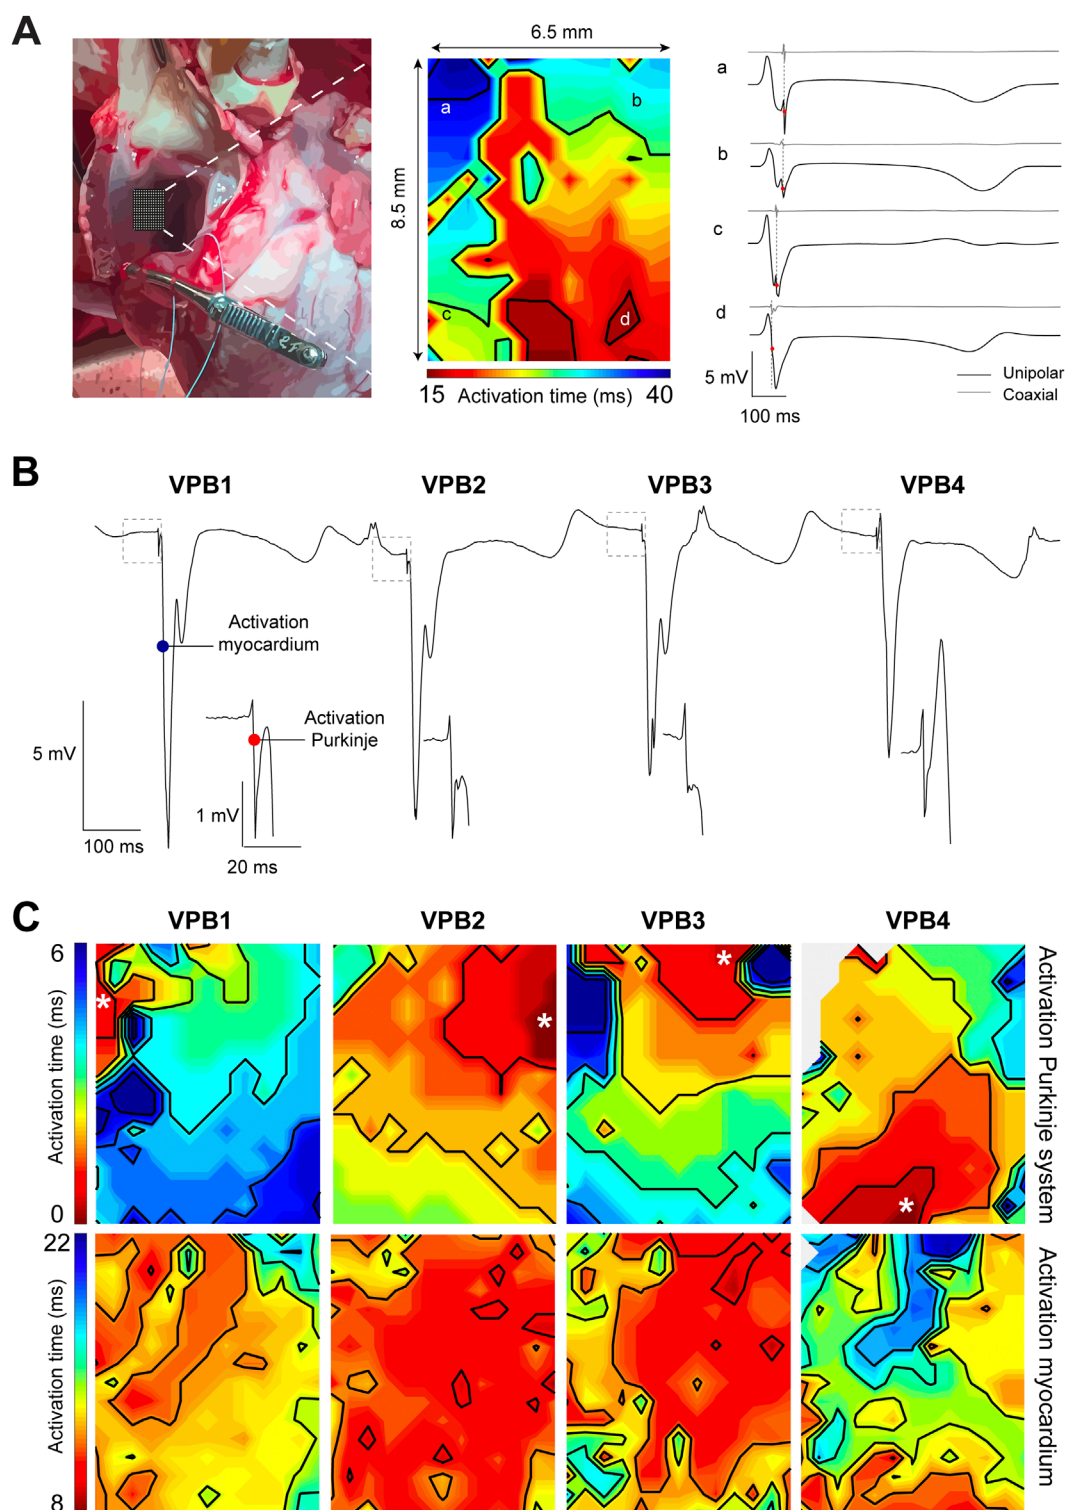 A
6.5 mm
8.5 mm
a
b
c
d
15 Activation time (ms) 40
a
b
c
d
5 mV
100 ms
Unipolar
Coaxial
B
VPB1 VPB2 VPB3 VPB4
Activation
myocardium
Activation
Purkinje
5 mV
100 ms
1 mV
20 ms
C
VPB1 VPB2 VPB3 VPB4
6
Activation time (ms)
0
* * * *
Activation Purkinje system
22
Activation time (ms)
8
Activation myocardium